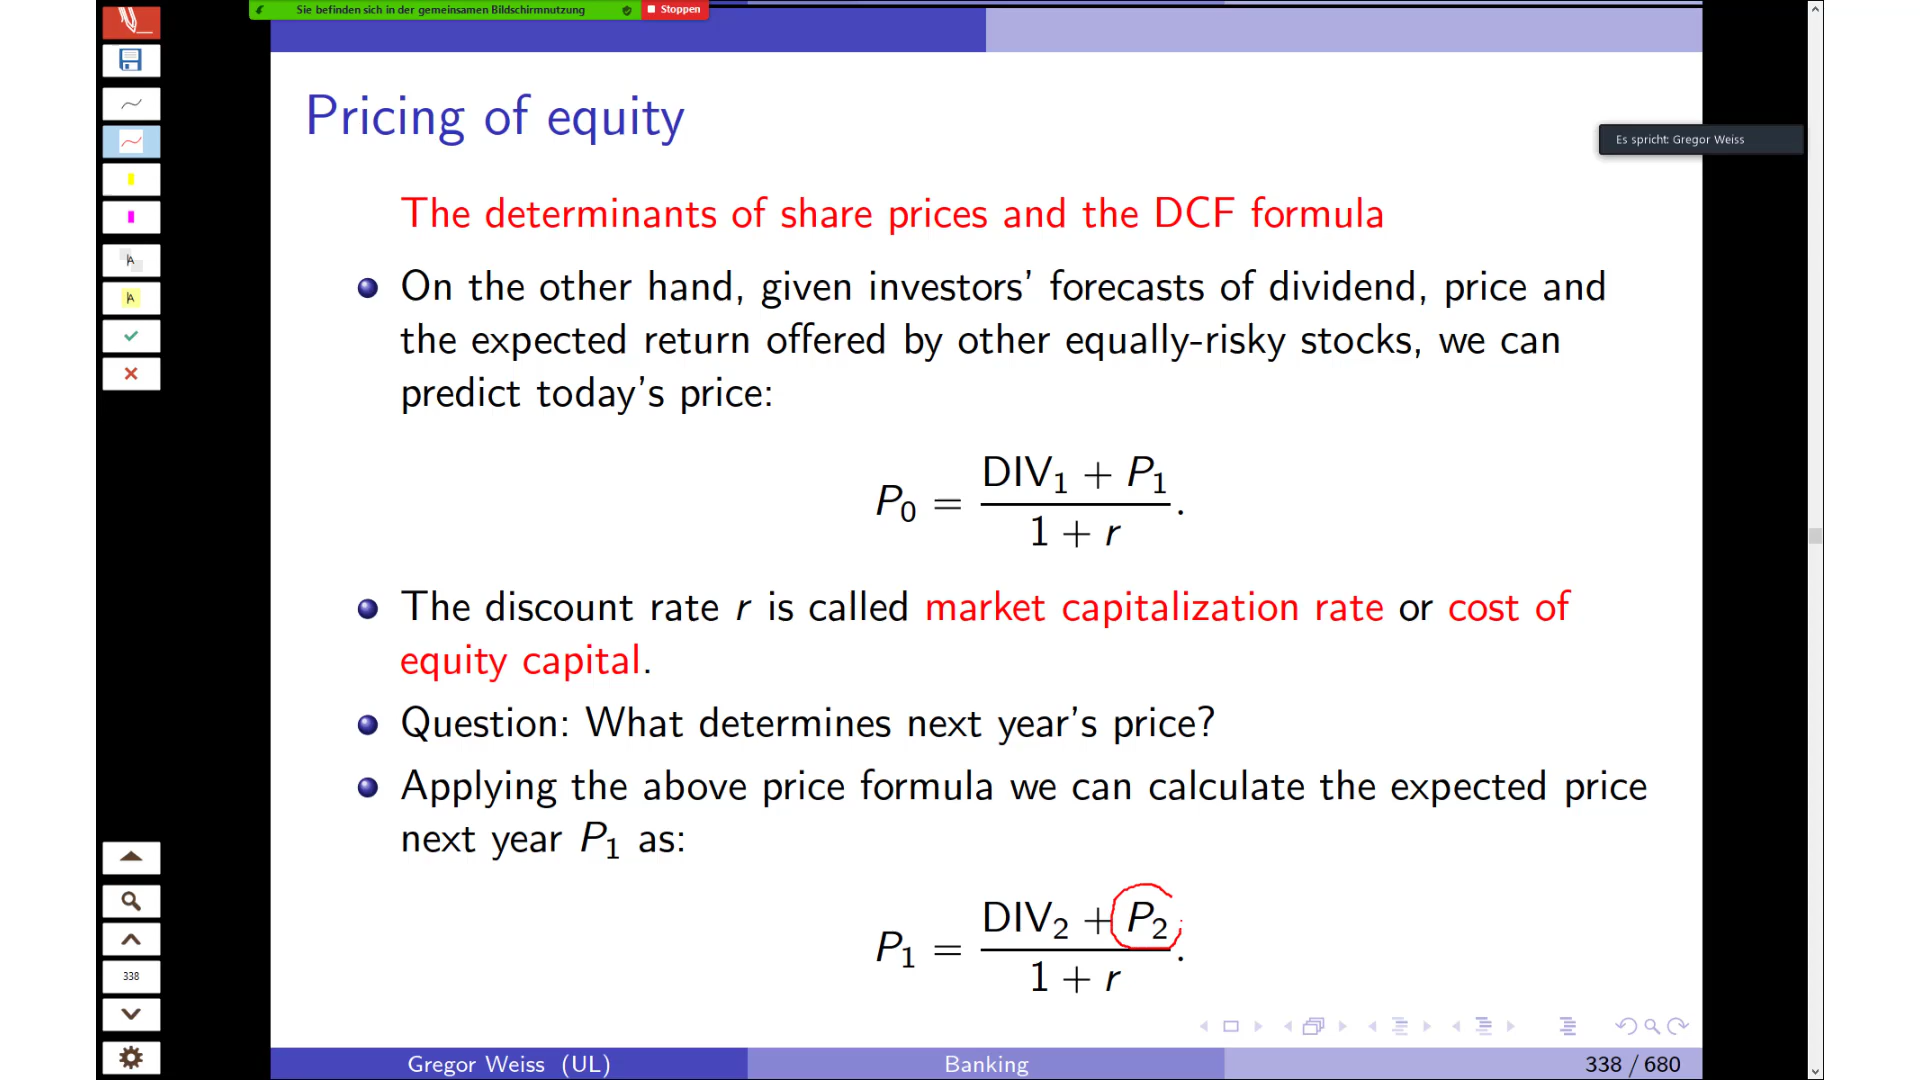 Sie befinden sich in der gemeinsamen Bildschirmnutzung
Stoppen
Pricing of equity
Es spricht: Gregor Weiss
The determinants of share prices and the DCF formula
On the other hand, given investors' forecasts of dividend, price and
the expected return offered by other equally-risky stocks, we can
predict today's price:
P₀ = (DIV₁ + P₁) / (1 + r).
The discount rate r is called market capitalization rate or cost of
equity capital.
Question: What determines next year's price?
Applying the above price formula we can calculate the expected price
next year P₁ as:
P₁ = (DIV₂ + P₂) / (1 + r).
A
A
338
Gregor Weiss (UL)
Banking
338 / 680